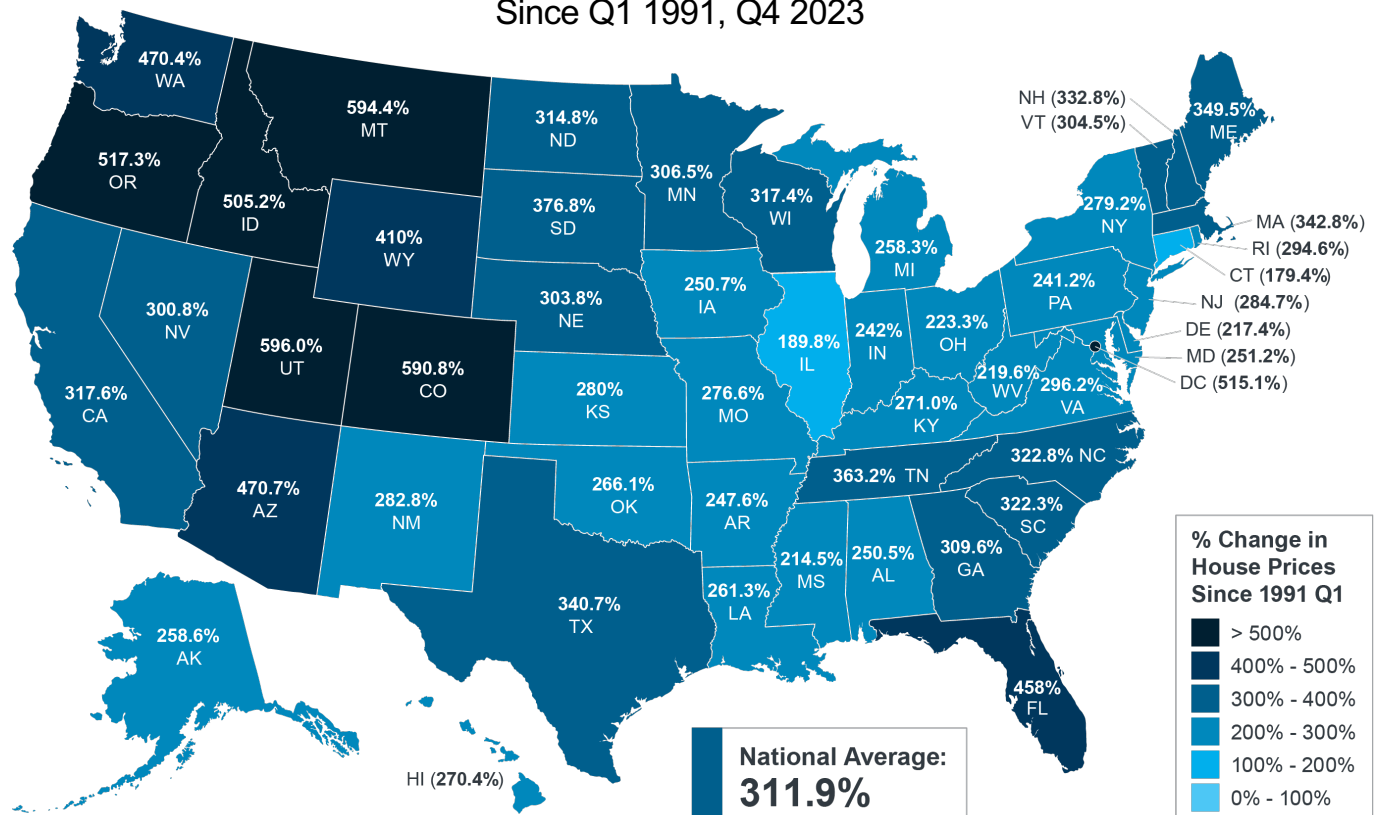 Since Q1 1991, Q4 2023
470.4%
WA
594.4%
MT
314.8%
ND
306.5%
MN
317.4%
WI
NH (332.8%)
VT (304.5%)
349.5%
ME
517.3%
OR
505.2%
ID
410%
WY
376.8%
SD
258.3%
MI
279.2%
NY
MA (342.8%)
RI (294.6%)
CT (179.4%)
NJ (284.7%)
DE (217.4%)
MD (251.2%)
DC (515.1%)
300.8%
NV
596.0%
UT
590.8%
CO
303.8%
NE
250.7%
IA
189.8%
IL
242%
IN
223.3%
OH
241.2%
PA
317.6%
CA
280%
KS
276.6%
MO
271.0%
KY
219.6%
WV
296.2%
VA
470.7%
AZ
282.8%
NM
266.1%
OK
247.6%
AR
363.2% TN
322.8% NC
322.3%
SC
340.7%
TX
261.3%
LA
214.5%
MS
250.5%
AL
309.6%
GA
458%
FL
258.6%
AK
HI (270.4%)
National Average:
311.9%
% Change in
House Prices
Since 1991 Q1
> 500%
400% - 500%
300% - 400%
200% - 300%
100% - 200%
0% - 100%